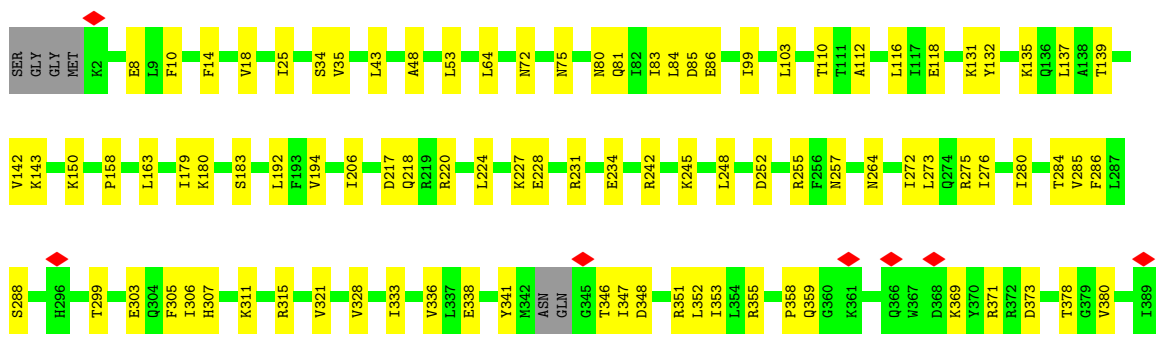 SER GLY GLY MET K2 E8 L9 F10 F14 V18 I25 S34 V35 L43 A48 L53 L64 N72 N75 N80 Q81 I82 I83 L84 D85 E86 I99 L103 T110 T111 A112 L116 I117 E118 K131 Y132 K135 Q136 L137 A138 T139
V142 K143 K150 P158 L163 I179 K180 S183 L192 F193 V194 I206 D217 Q218 R219 R220 L224 K227 E228 R231 E234 R242 K245 L248 D252 R255 F256 N257 N264 I272 L273 Q274 R275 I276 I280 T284 V285 F286 L287
S288 H296 T299 E303 Q304 F305 I306 H307 K311 R315 V321 V328 I333 V336 L337 E338 Y341 M342 ASN GLN G345 T346 I347 D348 R351 L352 I353 L354 R355 P358 Q359 G360 K361 Q366 W367 D368 K369 Y370 R371 R372 D373 T378 G379 V380 I389